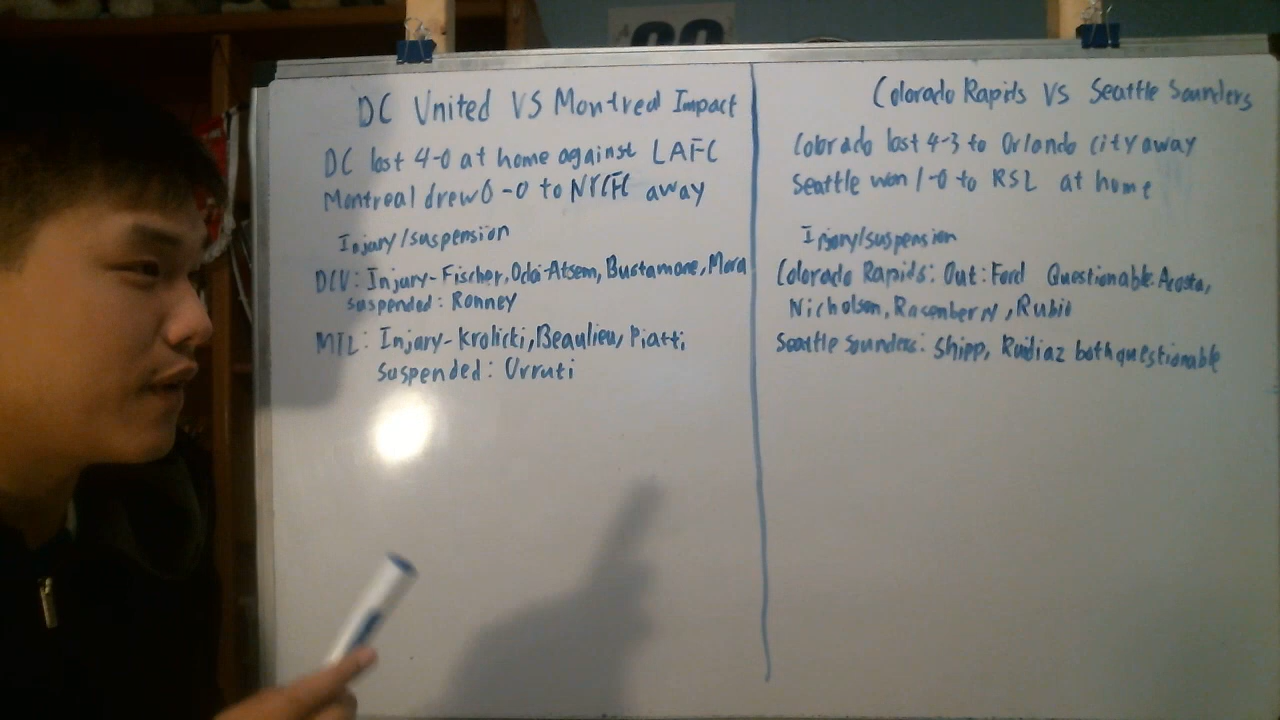 DC United VS Montreal Impact
DC lost 4-0 at home against LAFC
Montreal drew 0-0 to NYCFC away
Injury/suspension
DCU: Injury-Fischer, Odoi-Atsem, Bustamane, Mora
suspended: Ronney
MTL: Injury-Krolicki, Beaulieu, Piatti,
suspended: Urruti
Colorado Rapids VS Seattle Sounders
Colorado lost 4-3 to Orlando city away
Seattle won 1-0 to RSL at home
Injury/suspension
Colorado Rapids: Out: Ford Questionable: Acosta,
Nicholson, Rosenberry, Rubio
Seattle Sounders: Shipp, Ruidiaz both questionable